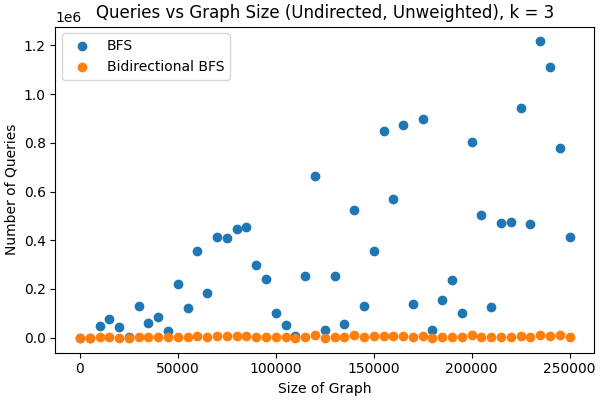 Queries vs Graph Size (Undirected, Unweighted), k = 3
1e6
BFS
Bidirectional BFS
1.2
1.0
0.8
0.6
0.4
0.2
0.0
Number of Queries
0 50000 100000 150000 200000 250000
Size of Graph